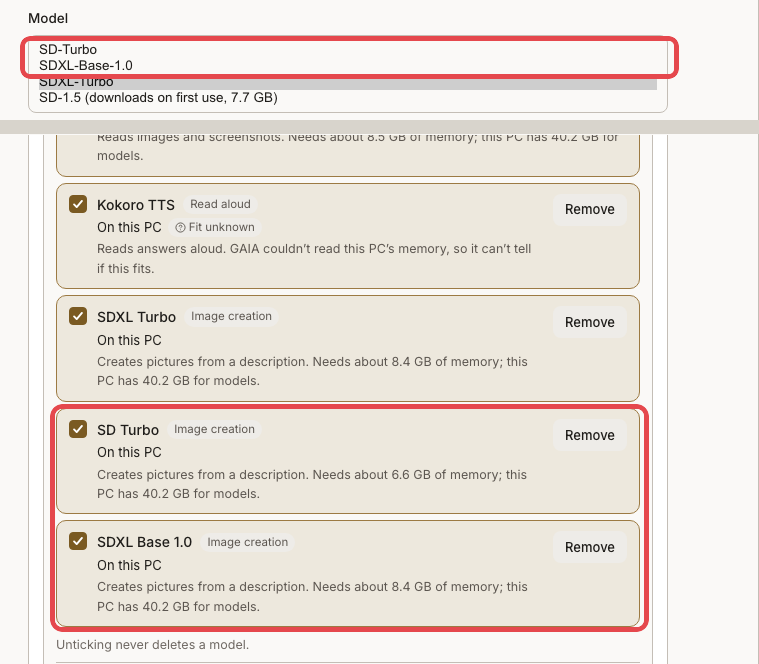 Model
SD-Turbo
SDXL-Base-1.0
SDXL-Turbo
SD-1.5 (downloads on first use, 7.7 GB)
Reads images and screenshots. Needs about 8.5 GB of memory; this PC has 40.2 GB for
models.
Kokoro TTS Read aloud
Remove
On this PC Fit unknown
Reads answers aloud. GAIA couldn’t read this PC’s memory, so it can’t tell
if this fits.
SDXL Turbo Image creation
Remove
On this PC
Creates pictures from a description. Needs about 8.4 GB of memory; this
PC has 40.2 GB for models.
SD Turbo Image creation
Remove
On this PC
Creates pictures from a description. Needs about 6.6 GB of memory; this
PC has 40.2 GB for models.
SDXL Base 1.0 Image creation
Remove
On this PC
Creates pictures from a description. Needs about 8.4 GB of memory; this
PC has 40.2 GB for models.
Unticking never deletes a model.